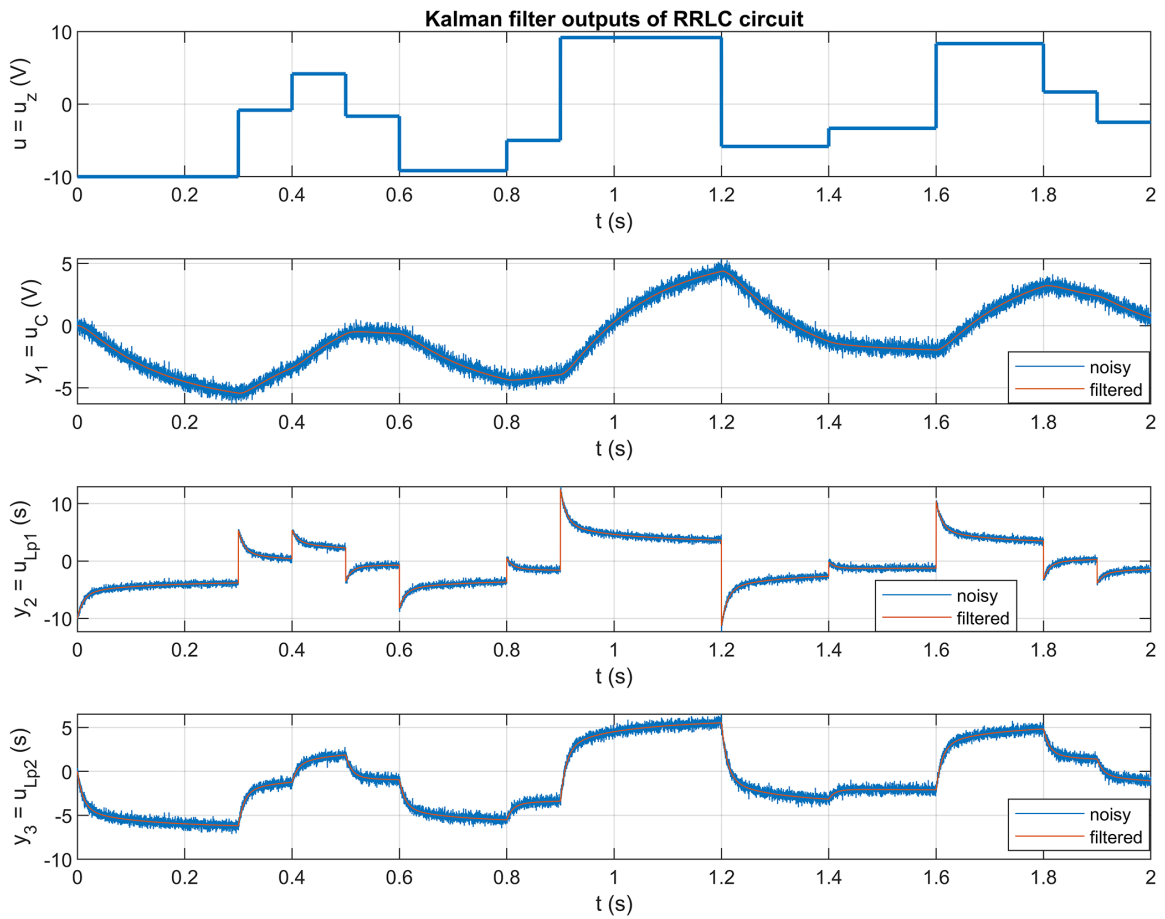 Kalman filter outputs of RRLC circuit
10
0
-10
u = u_z (V)
0 0.2 0.4 0.6 0.8 1 1.2 1.4 1.6 1.8 2
t (s)
5
0
-5
y_1 = u_C (V)
noisy
filtered
0 0.2 0.4 0.6 0.8 1 1.2 1.4 1.6 1.8 2
t (s)
10
0
-10
y_2 = u_Lp1 (s)
noisy
filtered
0 0.2 0.4 0.6 0.8 1 1.2 1.4 1.6 1.8 2
t (s)
5
0
-5
-10
y_3 = u_Lp2 (s)
noisy
filtered
0 0.2 0.4 0.6 0.8 1 1.2 1.4 1.6 1.8 2
t (s)